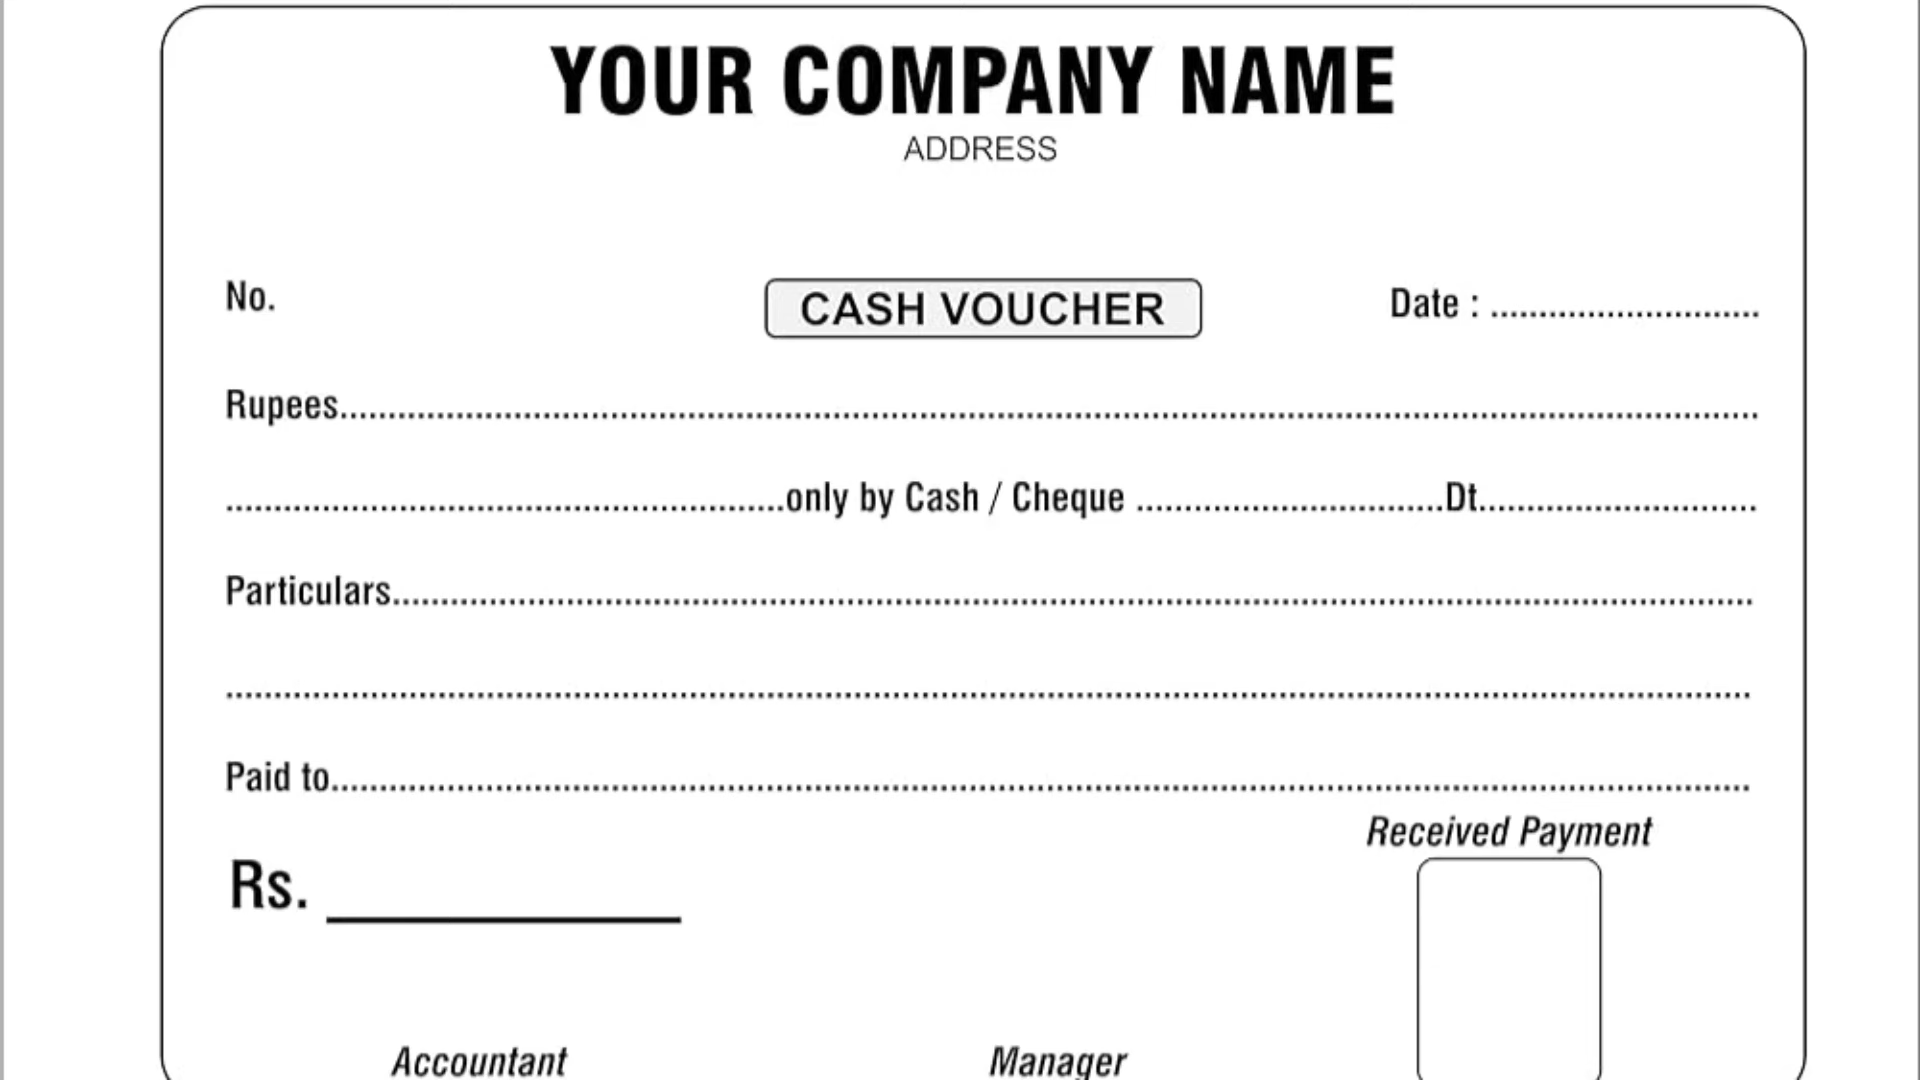 YOUR COMPANY NAME
ADDRESS
No. CASH VOUCHER Date : ............................
Rupees....................................................................................................................................................
..........................................................only by Cash / Cheque ................................Dt.............................
Particulars..............................................................................................................................................
...............................................................................................................................................................
Paid to....................................................................................................................................................
Received Payment
Rs. ______________
Accountant Manager